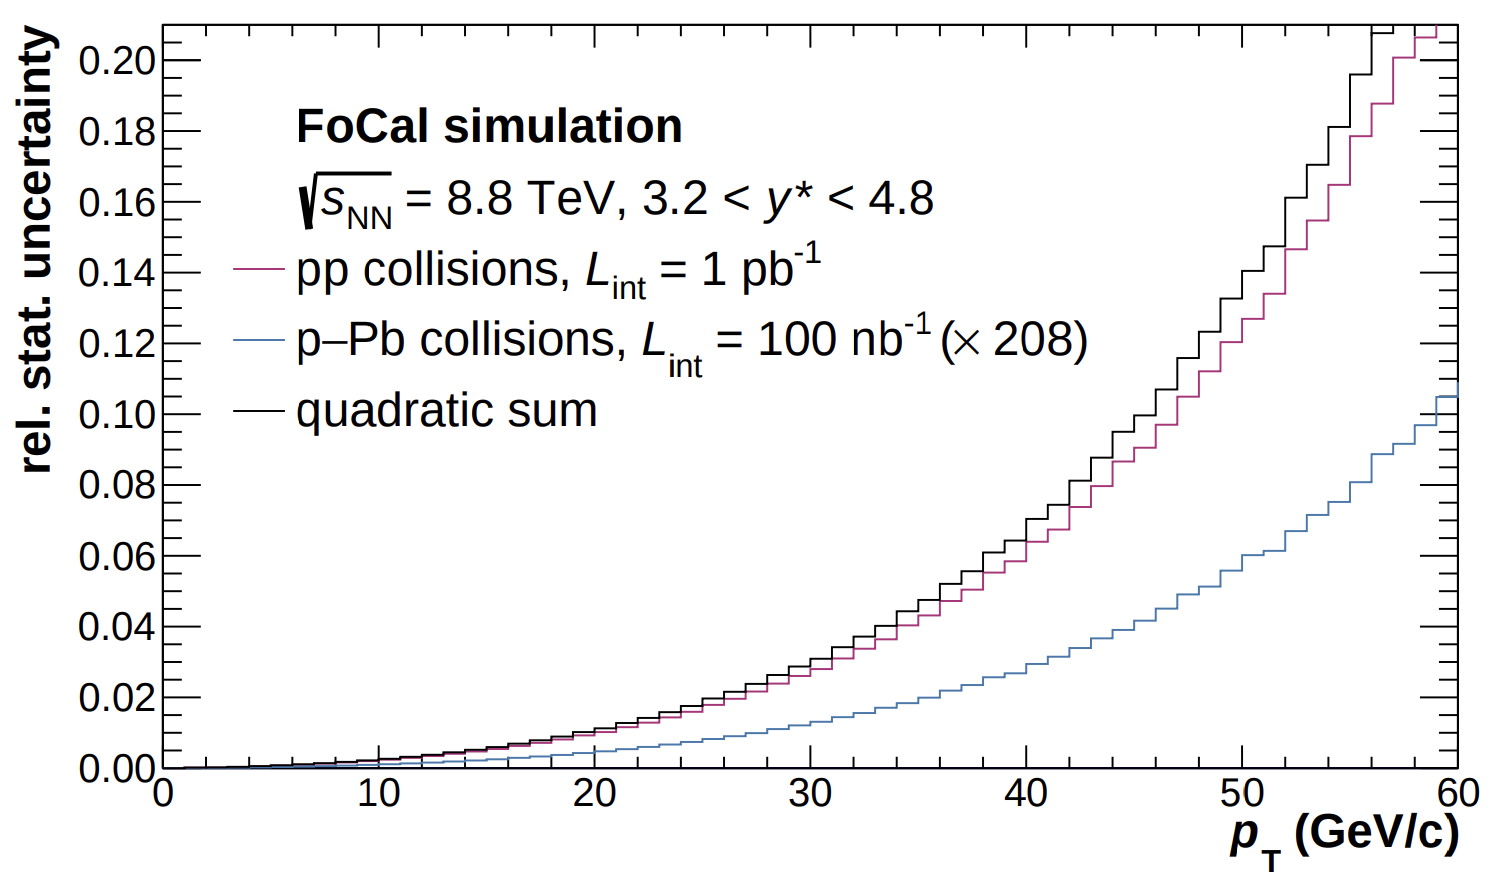 rel. stat. uncertainty
0.20
0.18
0.16
0.14
0.12
0.10
0.08
0.06
0.04
0.02
0.00
FoCal simulation
√sNN = 8.8 TeV, 3.2 < y* < 4.8
pp collisions, Lint = 1 pb-1
p–Pb collisions, Lint = 100 nb-1 (× 208)
quadratic sum
0 10 20 30 40 50 60
pT (GeV/c)